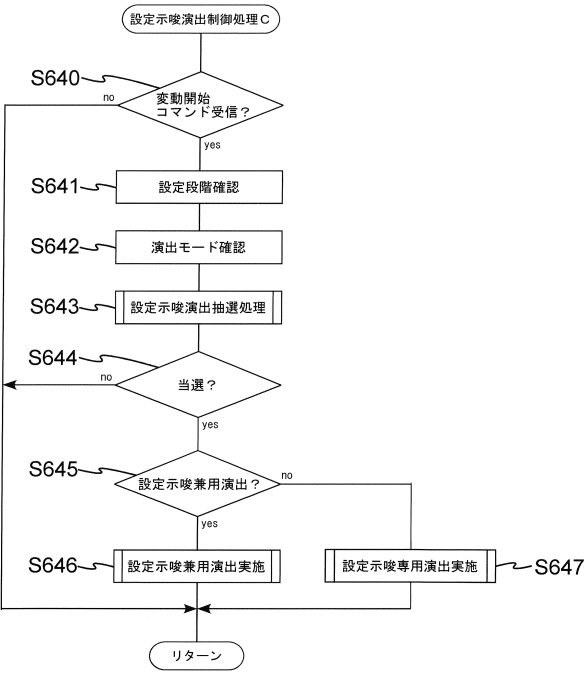 設定示唆演出制御処理C
S640
変動開始
コマンド受信?
no
yes
S641
設定段階確認
S642
演出モード確認
S643
設定示唆演出抽選処理
S644
当選?
no
yes
S645
設定示唆兼用演出?
no
yes
S646
設定示唆兼用演出実施
設定示唆専用演出実施
S647
リターン